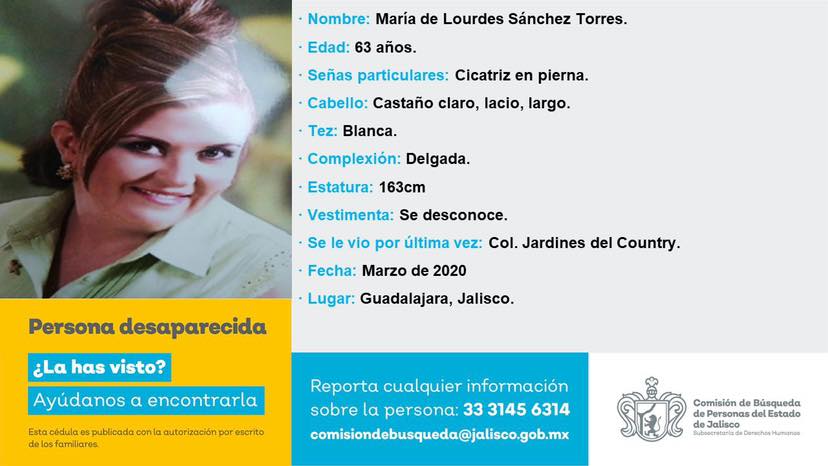 · Nombre: María de Lourdes Sánchez Torres.
· Edad: 63 años.
· Señas particulares: Cicatriz en pierna.
· Cabello: Castaño claro, lacio, largo.
· Tez: Blanca.
· Complexión: Delgada.
· Estatura: 163cm
· Vestimenta: Se desconoce.
· Se le vio por última vez: Col. Jardines del Country.
· Fecha: Marzo de 2020
· Lugar: Guadalajara, Jalisco.
Persona desaparecida
¿La has visto?
Ayúdanos a encontrarla
Esta cédula es publicada con la autorización por escrito
de los familiares.
Reporta cualquier información
sobre la persona: 33 3145 6314
comisiondebusqueda@jalisco.gob.mx
Comisión de Búsqueda
de Personas del Estado
de Jalisco
Subsecretaría de Derechos Humanos